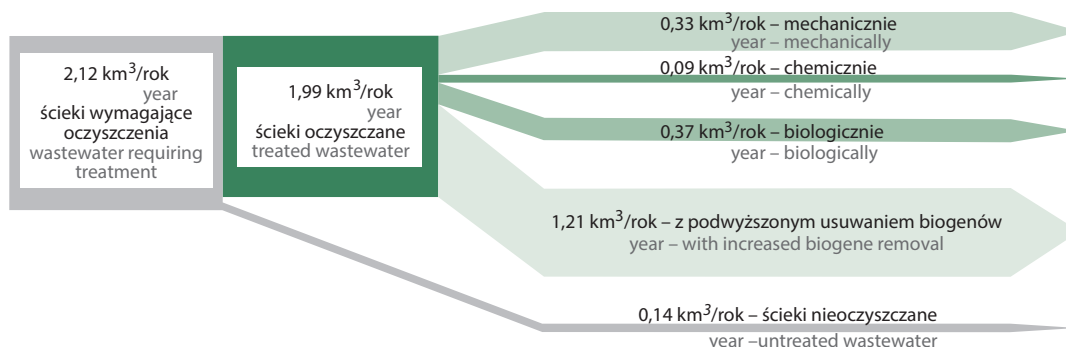 2,12 km³/rok
year
ścieki wymagające
oczyszczenia
wastewater requiring
treatment
1,99 km³/rok
year
ścieki oczyszczane
treated wastewater
0,33 km³/rok – mechanicznie
year – mechanically
0,09 km³/rok – chemicznie
year – chemically
0,37 km³/rok – biologicznie
year – biologically
1,21 km³/rok – z podwyższonym usuwaniem biogenów
year – with increased biogene removal
0,14 km³/rok – ścieki nieoczyszczane
year –untreated wastewater